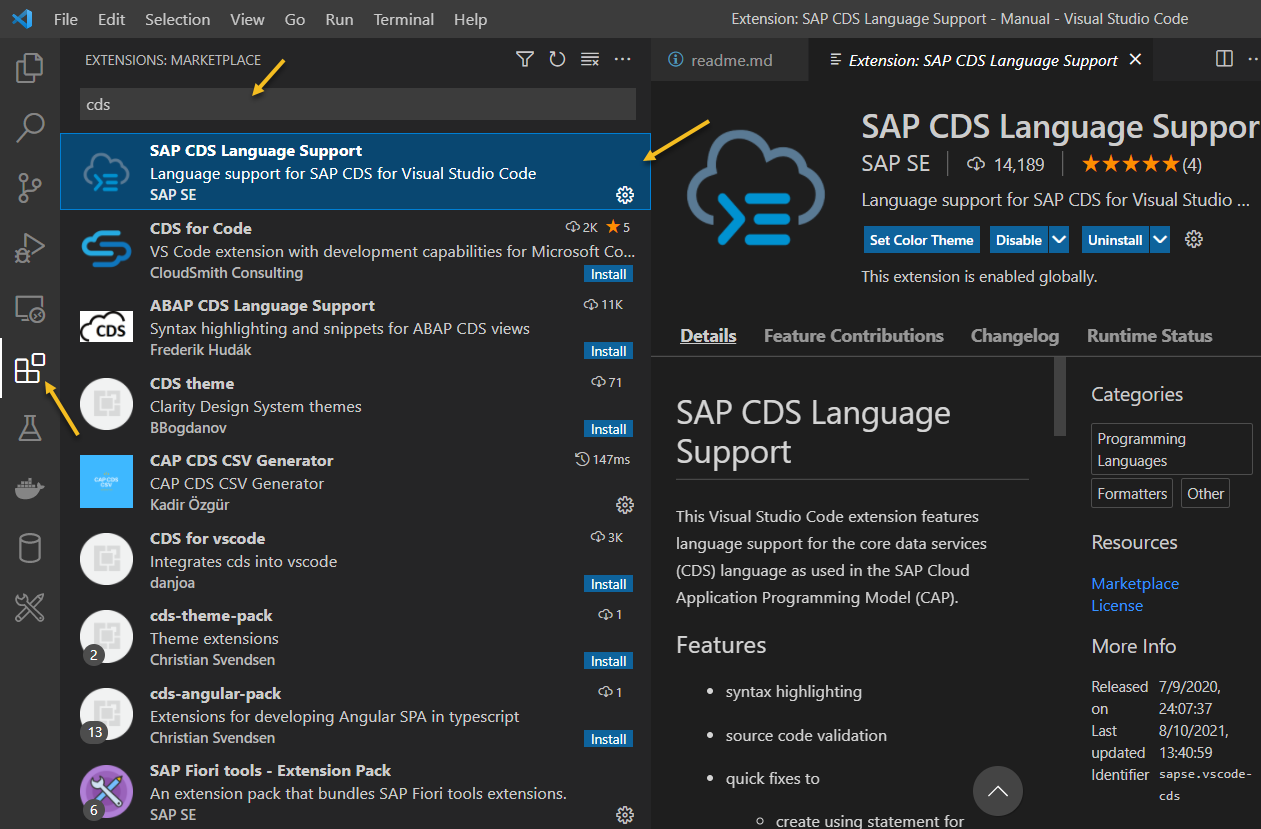 File Edit Selection View Go Run Terminal Help
Extension: SAP CDS Language Support - Manual - Visual Studio Code
EXTENSIONS: MARKETPLACE
cds
SAP CDS Language Support
Language support for SAP CDS for Visual Studio Code
SAP SE
CDS for Code 2K 5
VS Code extension with development capabilities for Microsoft Co...
CloudSmith Consulting Install
ABAP CDS Language Support 11K
Syntax highlighting and snippets for ABAP CDS views
Frederik Hudák Install
CDS theme 71
Clarity Design System themes
BBogdanov Install
CAP CDS CSV Generator 147ms
CAP CDS CSV Generator
Kadir Özgür
CAP CDS
CSV
CDS for vscode 3K
Integrates cds into vscode
danjoa Install
cds-theme-pack 1
Theme extensions
Christian Svendsen Install
2
cds-angular-pack 1
Extensions for developing Angular SPA in typescript
Christian Svendsen Install
13
SAP Fiori tools - Extension Pack
An extension pack that bundles SAP Fiori tools extensions.
SAP SE
6
CDS
readme.md
Extension: SAP CDS Language Support
SAP CDS Language Suppor
SAP SE 14,189 (4)
Language support for SAP CDS for Visual Studio ...
Set Color Theme Disable Uninstall
This extension is enabled globally.
Details Feature Contributions Changelog Runtime Status
SAP CDS Language
Support
This Visual Studio Code extension features
language support for the core data services
(CDS) language as used in the SAP Cloud
Application Programming Model (CAP).
Features
• syntax highlighting
• source code validation
• quick fixes to
create using statement for
Categories
Programming
Languages
Formatters Other
Resources
Marketplace
License
More Info
Released 7/9/2020,
on 24:07:37
Last 8/10/2021,
updated 13:40:59
Identifier sapse.vscode-
cds